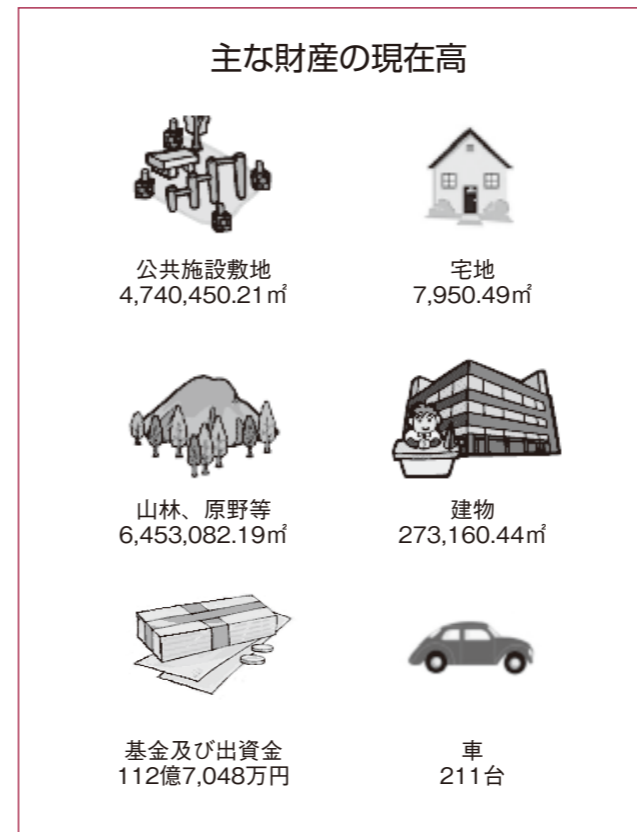 主な財産の現在高
公共施設敷地
4,740,450.21㎡
宅地
7,950.49㎡
山林、原野等
6,453,082.19㎡
建物
273,160.44㎡
基金及び出資金
112億7,048万円
車
211台